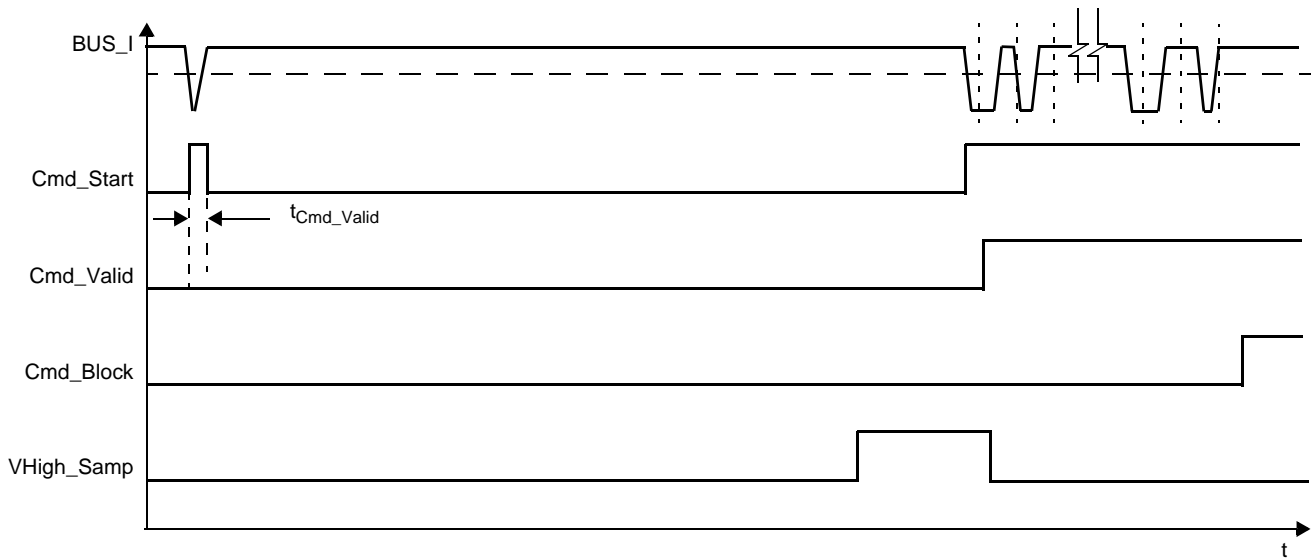 BUS_I
Cmd_Start
tCmd_Valid
Cmd_Valid
Cmd_Block
VHigh_Samp
t